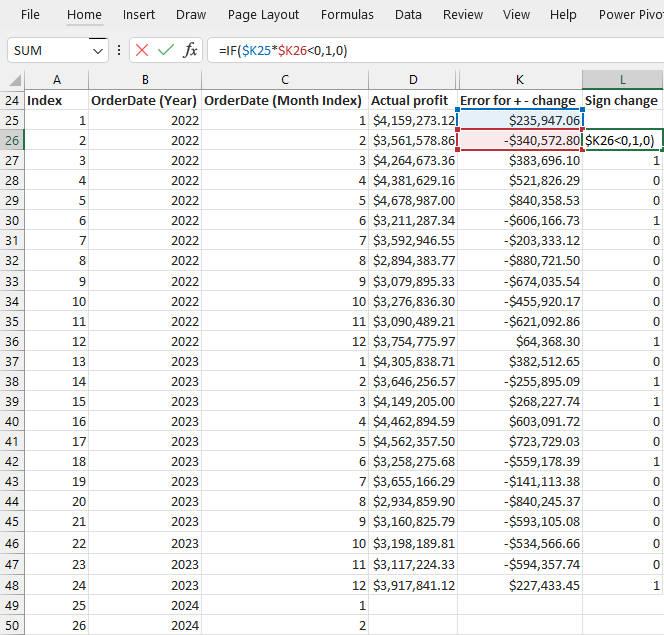 File Home Insert Draw Page Layout Formulas Data Review View Help Power Pivo
SUM fx =IF($K25*$K26<0,1,0)
A B C D K L
24 Index OrderDate (Year) OrderDate (Month Index) Actual profit Error for + - change Sign change
25 1 2022 1 $4,159,273.12 $235,947.06
26 2 2022 2 $3,561,578.86 -$340,572.80 $K26<0,1,0)
27 3 2022 3 $4,264,673.36 $383,696.10 1
28 4 2022 4 $4,381,629.16 $521,826.29 0
29 5 2022 5 $4,678,987.00 $840,358.53 0
30 6 2022 6 $3,211,287.34 -$606,166.73 1
31 7 2022 7 $3,592,946.55 -$203,333.12 0
32 8 2022 8 $2,894,383.77 -$880,721.50 0
33 9 2022 9 $3,079,895.33 -$674,035.54 0
34 10 2022 10 $3,276,836.30 -$455,920.17 0
35 11 2022 11 $3,090,489.21 -$621,092.86 0
36 12 2022 12 $3,754,775.97 $64,368.30 1
37 13 2023 1 $4,305,838.71 $382,512.65 0
38 14 2023 2 $3,646,256.57 -$255,895.09 1
39 15 2023 3 $4,149,205.00 $268,227.74 1
40 16 2023 4 $4,462,894.59 $603,091.72 0
41 17 2023 5 $4,562,357.50 $723,729.03 0
42 18 2023 6 $3,258,275.68 -$559,178.39 1
43 19 2023 7 $3,655,166.29 -$141,113.38 0
44 20 2023 8 $2,934,859.90 -$840,245.37 0
45 21 2023 9 $3,160,825.79 -$593,105.08 0
46 22 2023 10 $3,198,189.81 -$534,566.66 0
47 23 2023 11 $3,117,224.33 -$594,357.74 0
48 24 2023 12 $3,917,841.12 $227,433.45 1
49 25 2024 1
50 26 2024 2